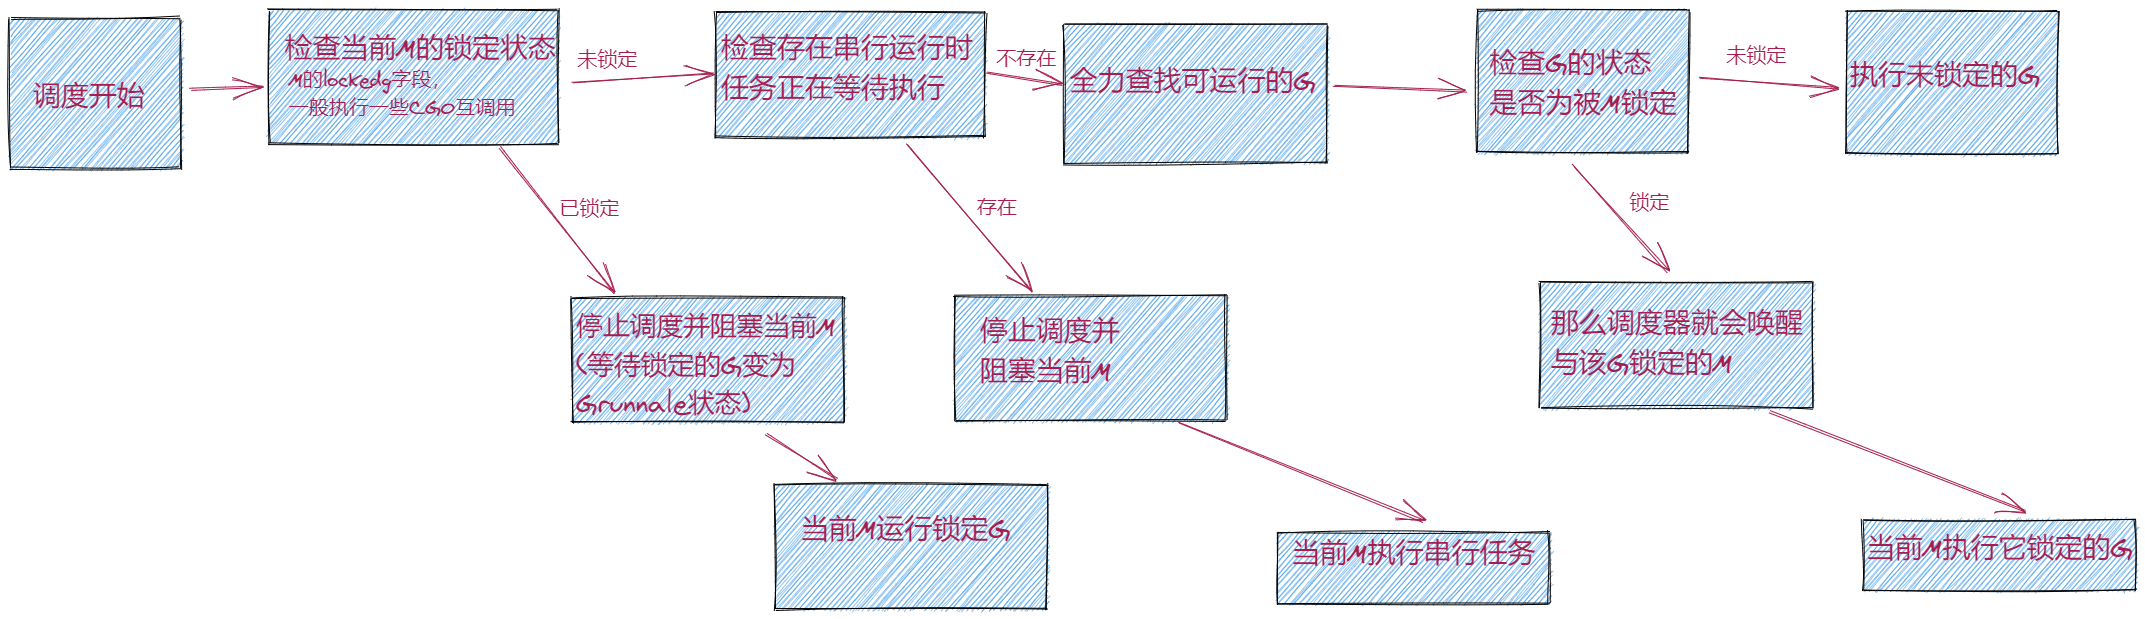 调度开始
检查当前M的锁定状态
M的lockedg字段，
一般执行一些CGO互调用
未锁定
检查存在串行运行时
任务正在等待执行
不存在
全力查找可运行的G
检查G的状态
是否为被M锁定
未锁定
执行未锁定的G
已锁定
存在
锁定
停止调度并阻塞当前M
(等待锁定的G变为
Grunnale状态)
停止调度并
阻塞当前M
那么调度器就会唤醒
与该G锁定的M
当前M运行锁定G
当前M执行串行任务
当前M执行它锁定的G